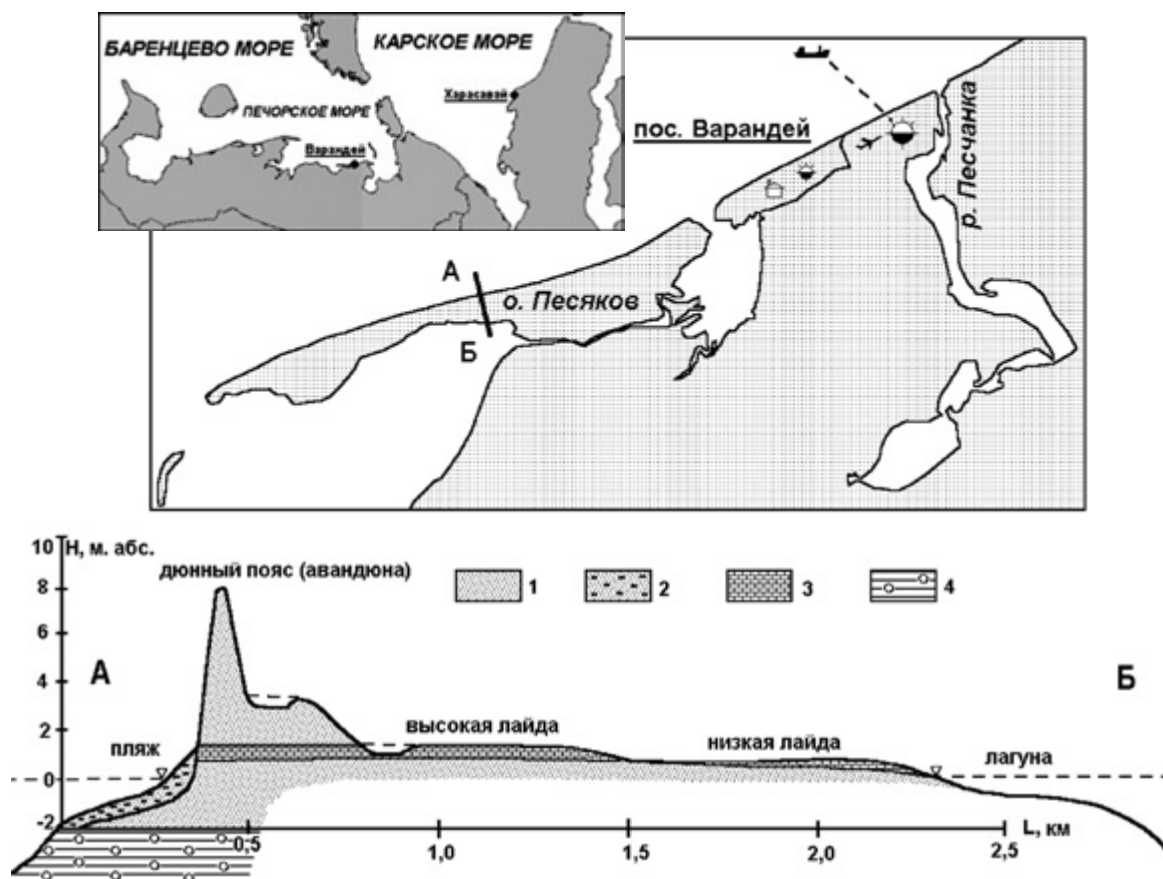 БАРЕНЦЕВО МОРЕ
КАРСКОЕ МОРЕ
Харасавэй
ПЕЧОРСКОЕ МОРЕ
Варандей
пос. Варандей
р. Песчанка
А
о. Песяков
Б
10 Н, м. абс.
дюнный пояс (авандюна)
1
2
3
4
8
6
А
Б
4
высокая лайда
2
пляж
низкая лайда
лагуна
0
-2
0,5
1,0
1,5
2,0
2,5
L, км